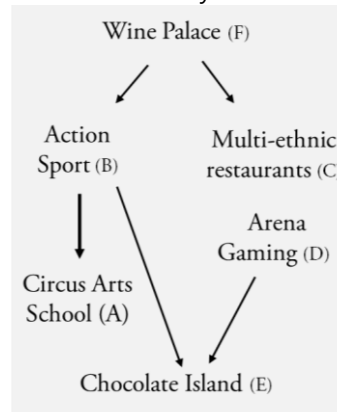 Wine Palace (F)
Action
Sport (B)
Multi-ethnic
restaurants (C
Arena
Gaming (D)
Circus Arts
School (A)
Chocolate Island (E)